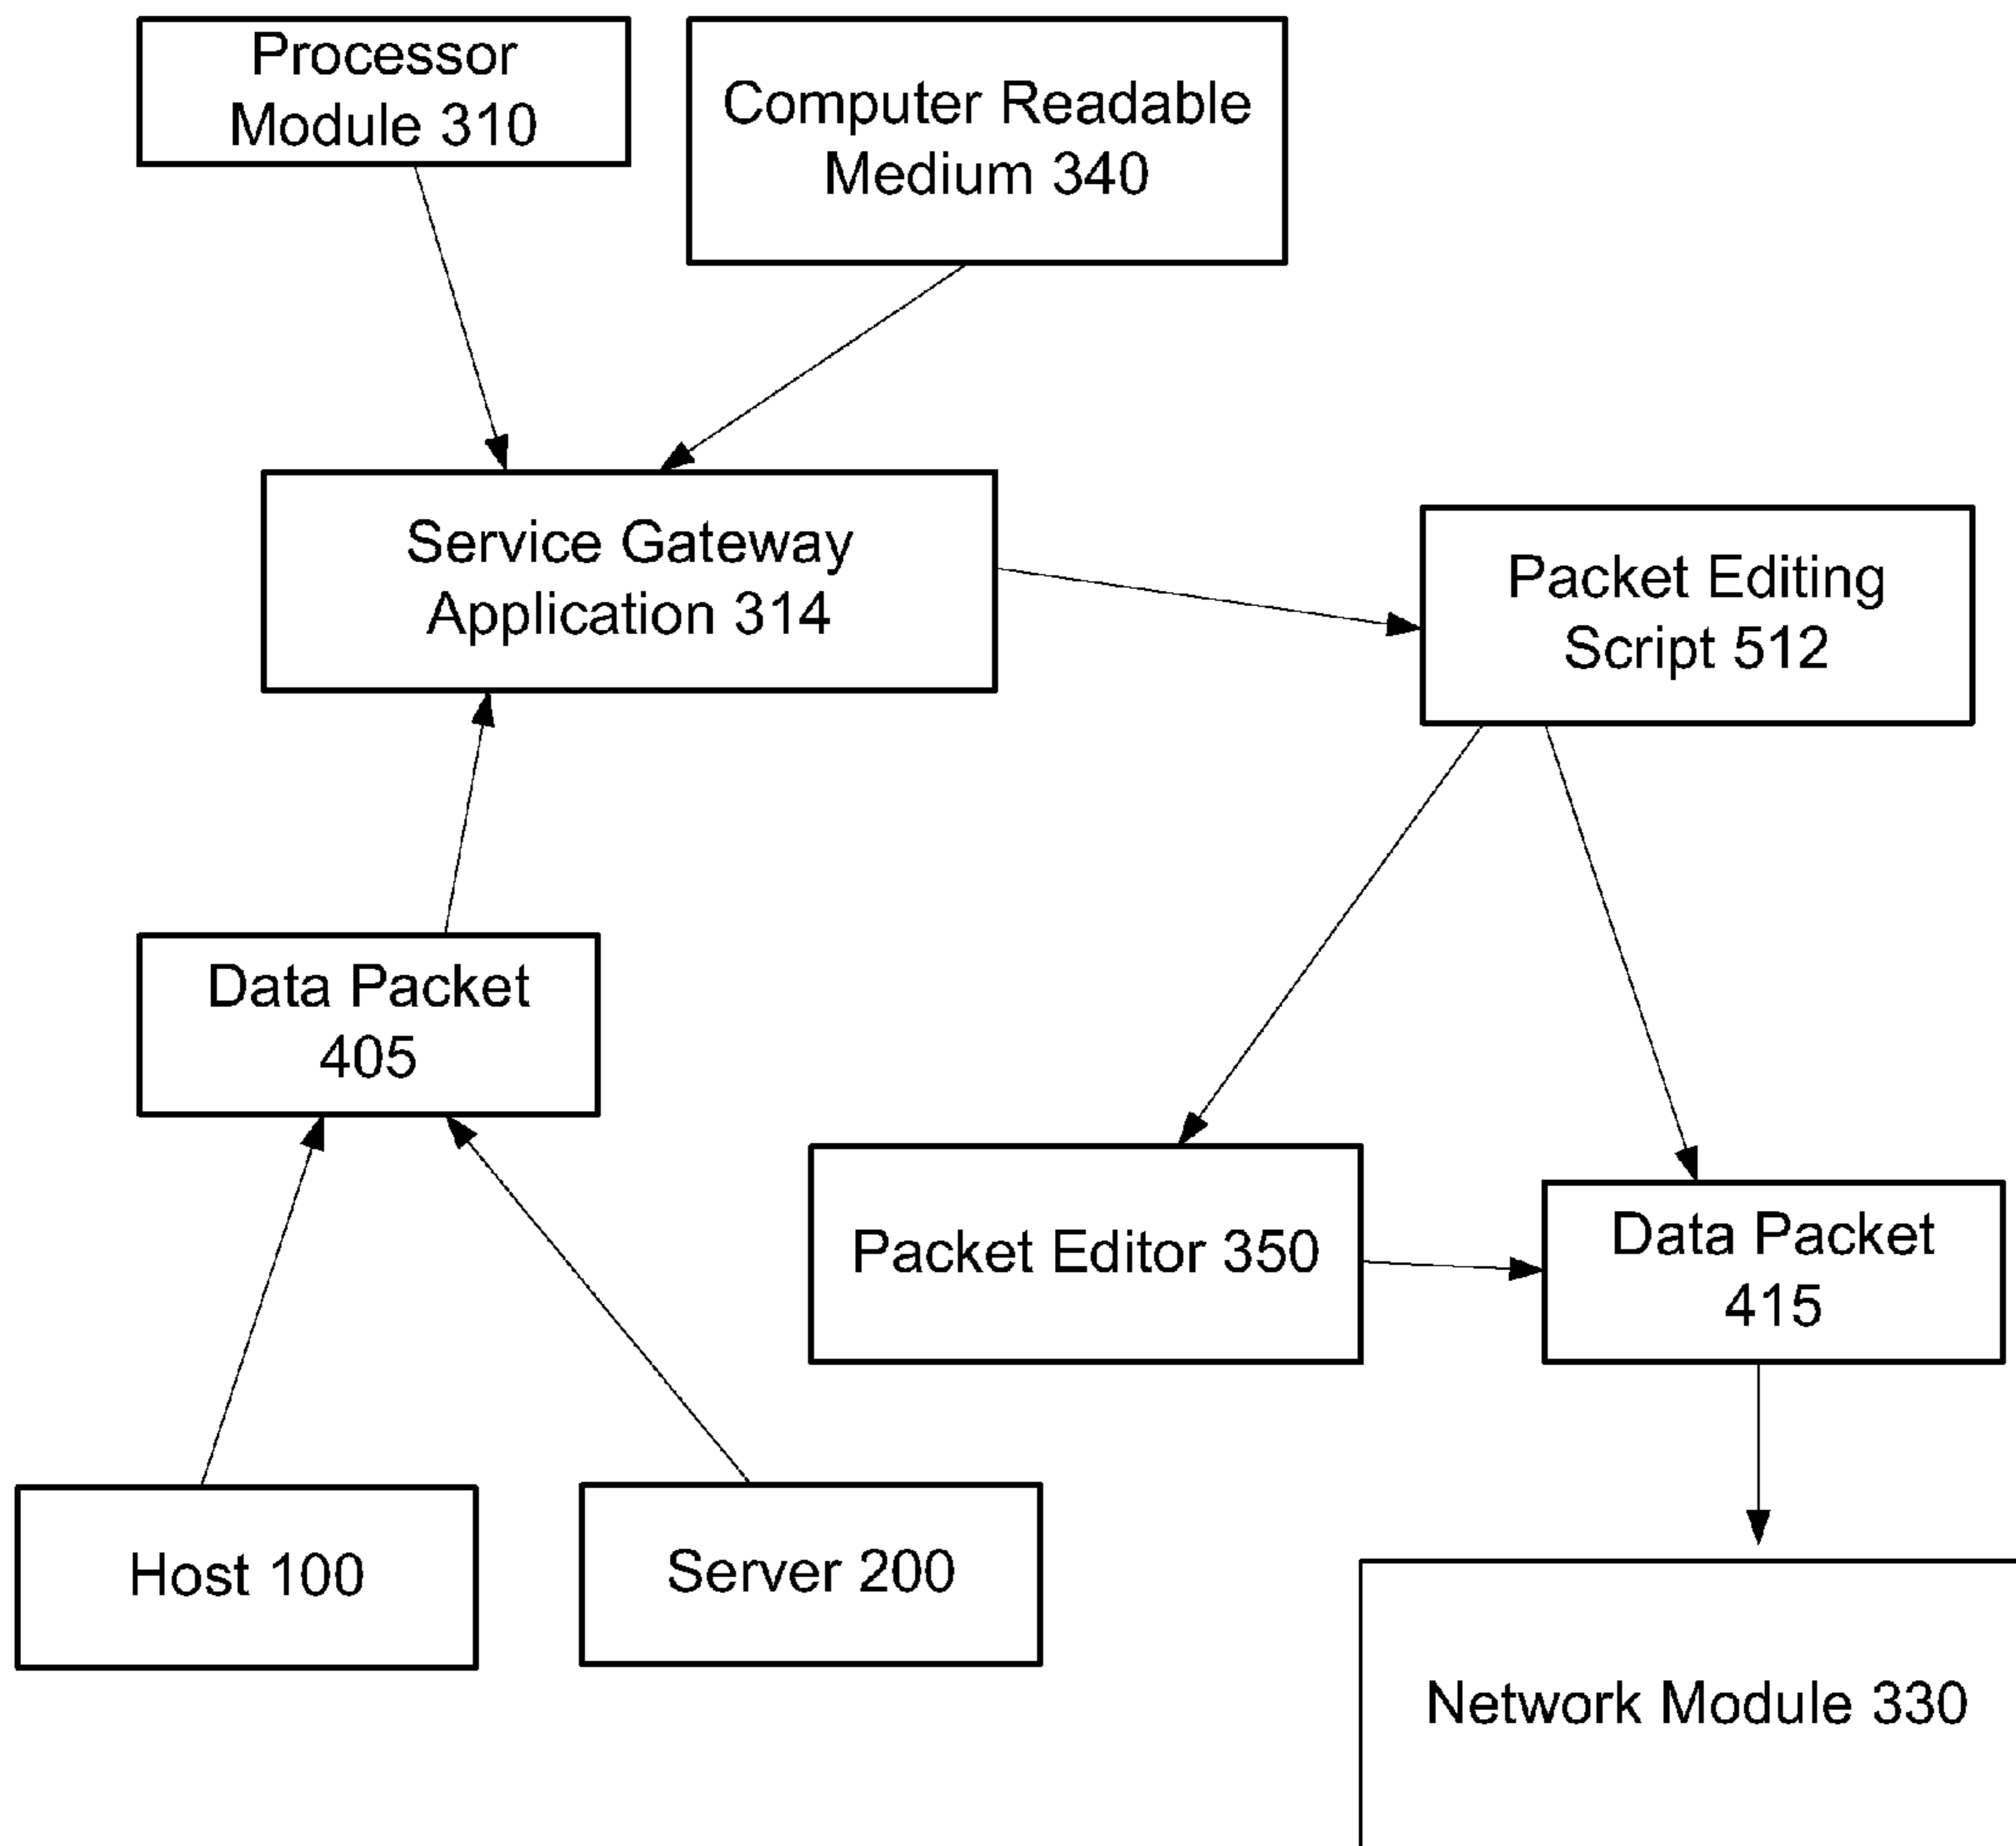 Processor
Module 310
Computer Readable
Medium 340
Service Gateway
Application 314
Packet Editing
Script 512
Data Packet
405
Packet Editor 350
Data Packet
415
Host 100
Server 200
Network Module 330